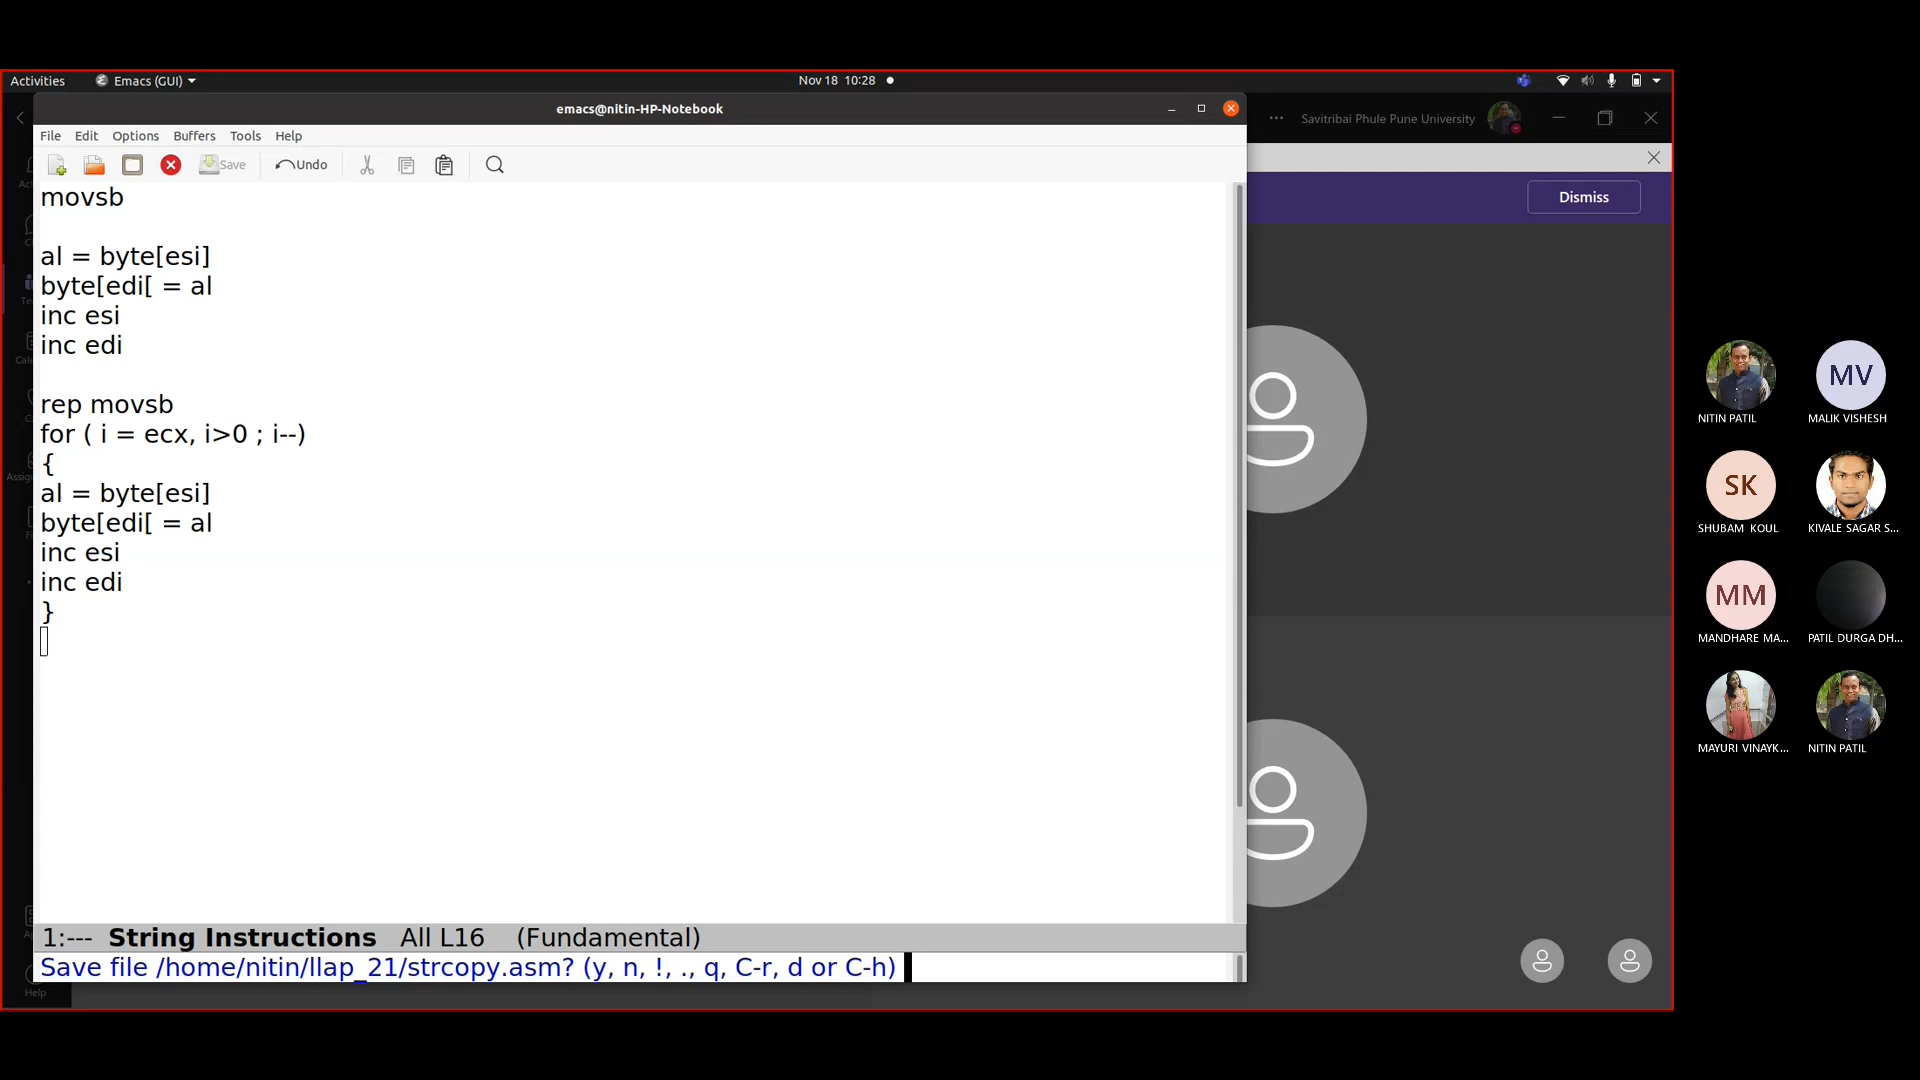 Activities
Emacs (GUI)
Nov 18 10:28
emacs@nitin-HP-Notebook
Savitribai Phule Pune University
File Edit Options Buffers Tools Help
Save
Undo
Dismiss
movsb
al = byte[esi]
byte[edi[ = al
inc esi
inc edi
rep movsb
for ( i = ecx, i>0 ; i--)
{
al = byte[esi]
byte[edi[ = al
inc esi
inc edi
}
1:--- String Instructions All L16 (Fundamental)
Save file /home/nitin/llap_21/strcopy.asm? (y, n, !, ., q, C-r, d or C-h)
Help
NITIN PATIL
MV
MALIK VISHESH
SK
SHUBAM KOUL
KIVALE SAGAR S...
MM
MANDHARE MA...
PATIL DURGA DH...
MAYURI VINAYK...
NITIN PATIL